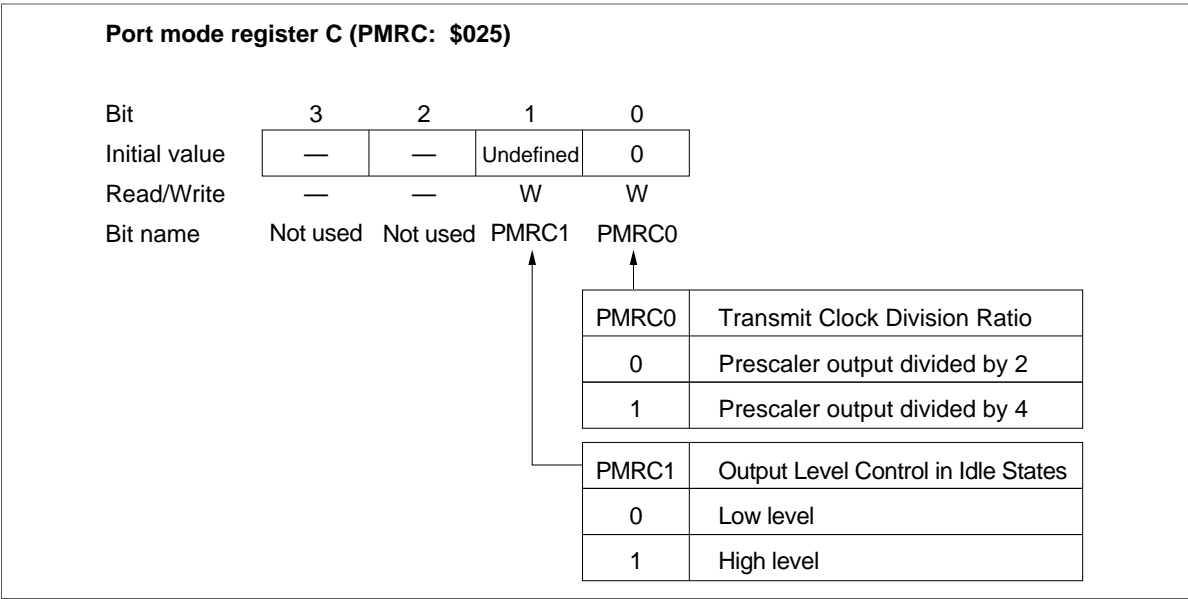 Port mode register C (PMRC: $025)
Bit 3 2 1 0
Initial value — — Undefined 0
Read/Write — — W W
Bit name Not used Not used PMRC1 PMRC0
PMRC0 Transmit Clock Division Ratio
0 Prescaler output divided by 2
1 Prescaler output divided by 4
PMRC1 Output Level Control in Idle States
0 Low level
1 High level